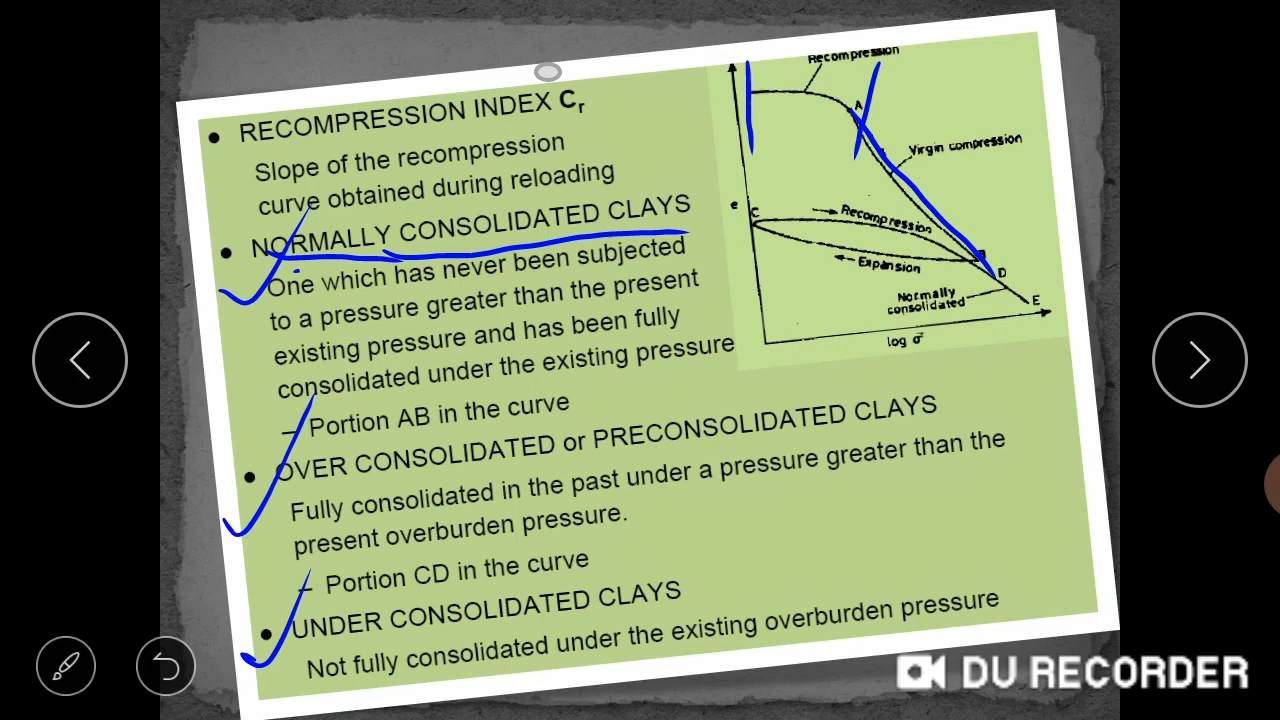 • RECOMPRESSION INDEX Cr
Slope of the recompression
curve obtained during reloading
• NORMALLY CONSOLIDATED CLAYS
One which has never been subjected
to a pressure greater than the present
existing pressure and has been fully
consolidated under the existing pressure
– Portion AB in the curve
• OVER CONSOLIDATED or PRECONSOLIDATED CLAYS
Fully consolidated in the past under a pressure greater than the
present overburden pressure.
– Portion CD in the curve
• UNDER CONSOLIDATED CLAYS
Not fully consolidated under the existing overburden pressure
Recompression
A
Virgin compression
e
C
Recompression
Expansion
B
D
Normally
consolidated
E
log σ̄
DU RECORDER